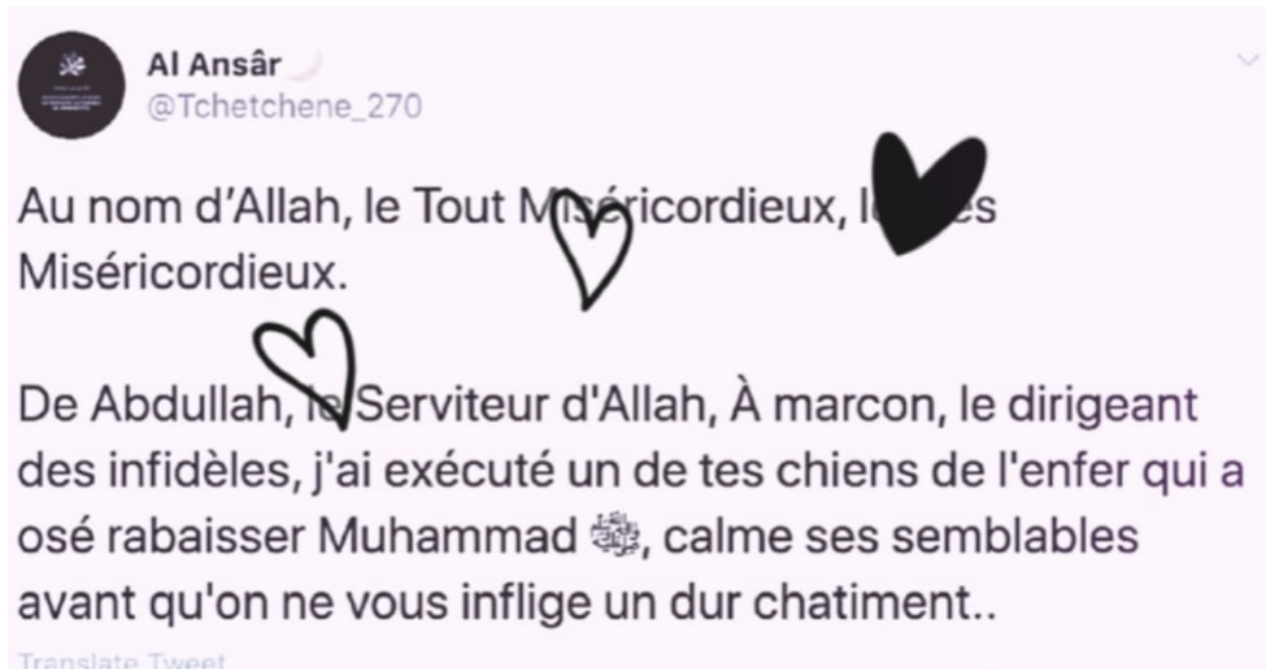 Al Ansâr
@Tchetchene_270
Au nom d’Allah, le Tout Miséricordieux,
Miséricordieux.
De Abdullah, le Serviteur d'Allah, À marcon, le dirigeant
des infidèles, j'ai exécuté un de tes chiens de l'enfer qui a
osé rabaisser Muhammad ﷺ, calme ses semblables
avant qu'on ne vous inflige un dur chatiment..
Translate Tweet